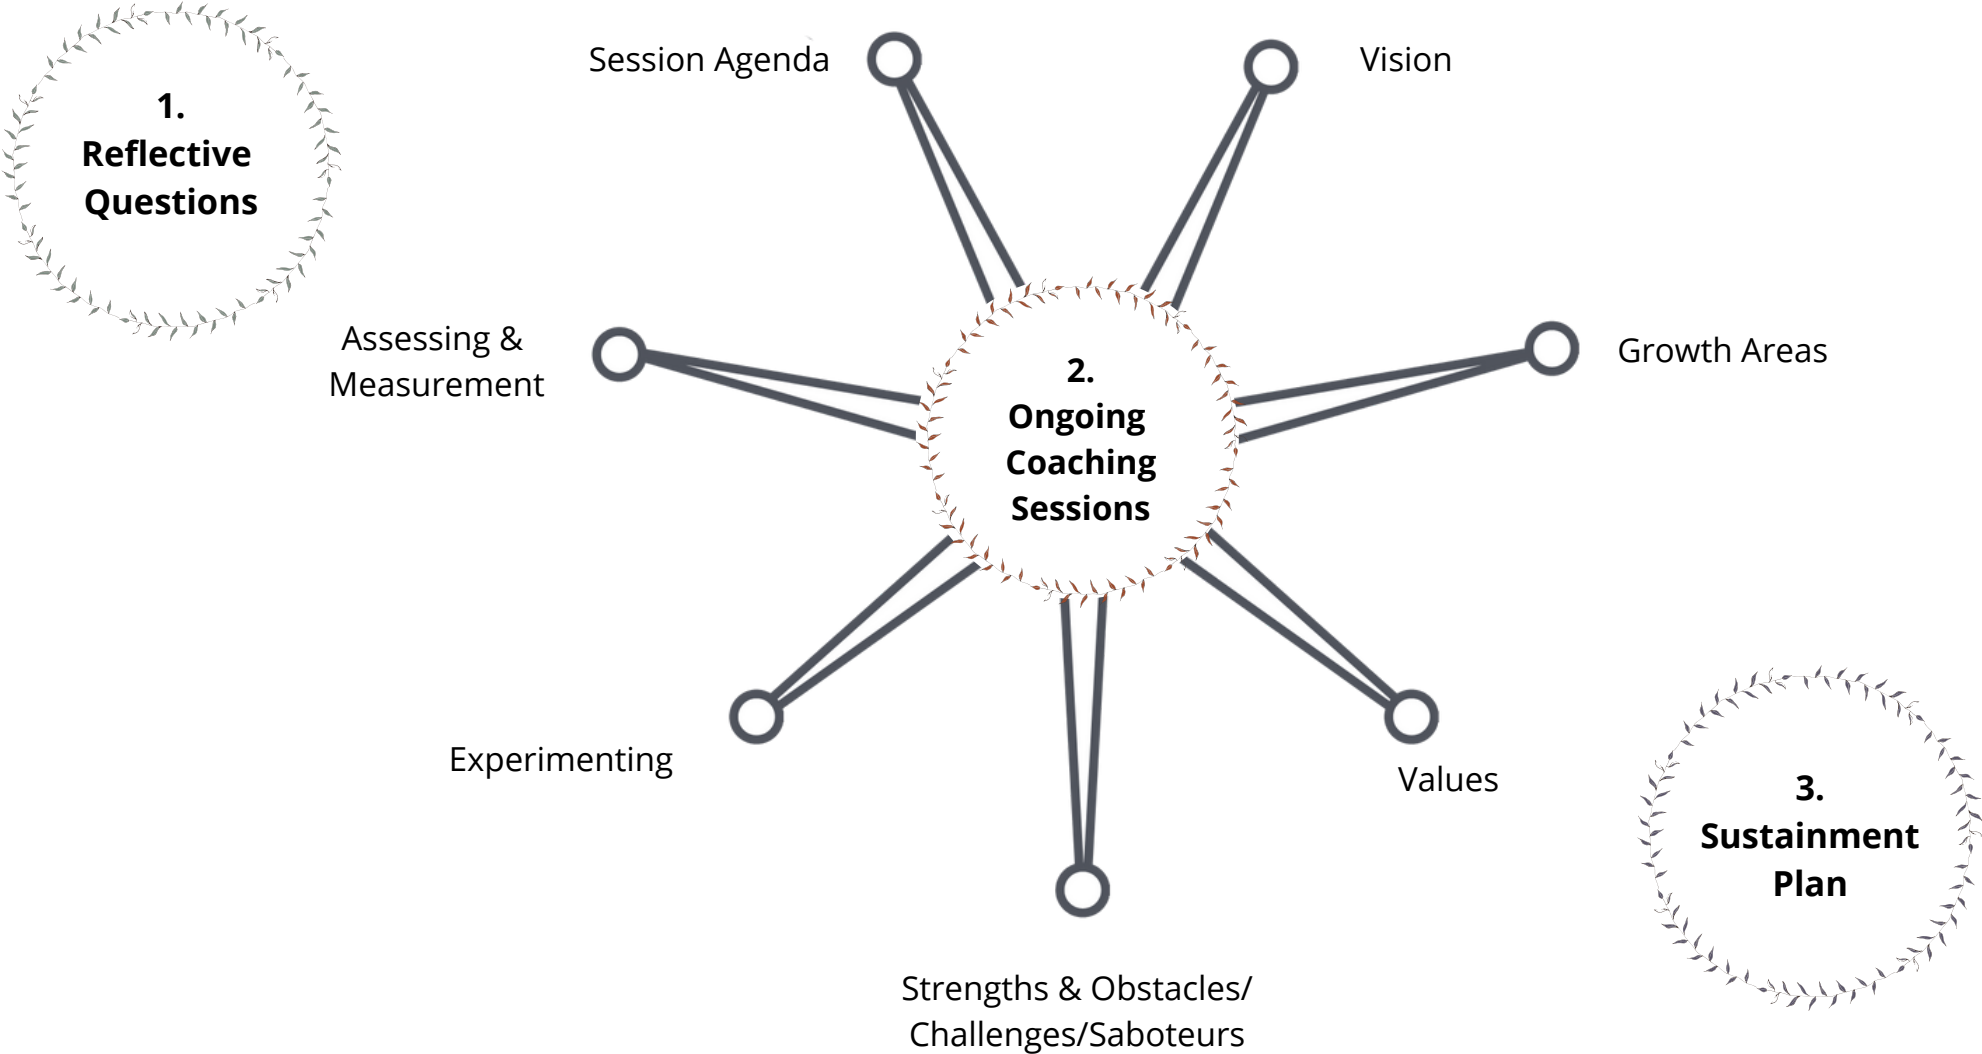 1.
Reflective
Questions
Session Agenda
Vision
Assessing &
Measurement
Growth Areas
2.
Ongoing
Coaching
Sessions
Experimenting
Values
Strengths & Obstacles/
Challenges/Saboteurs
3.
Sustainment
Plan